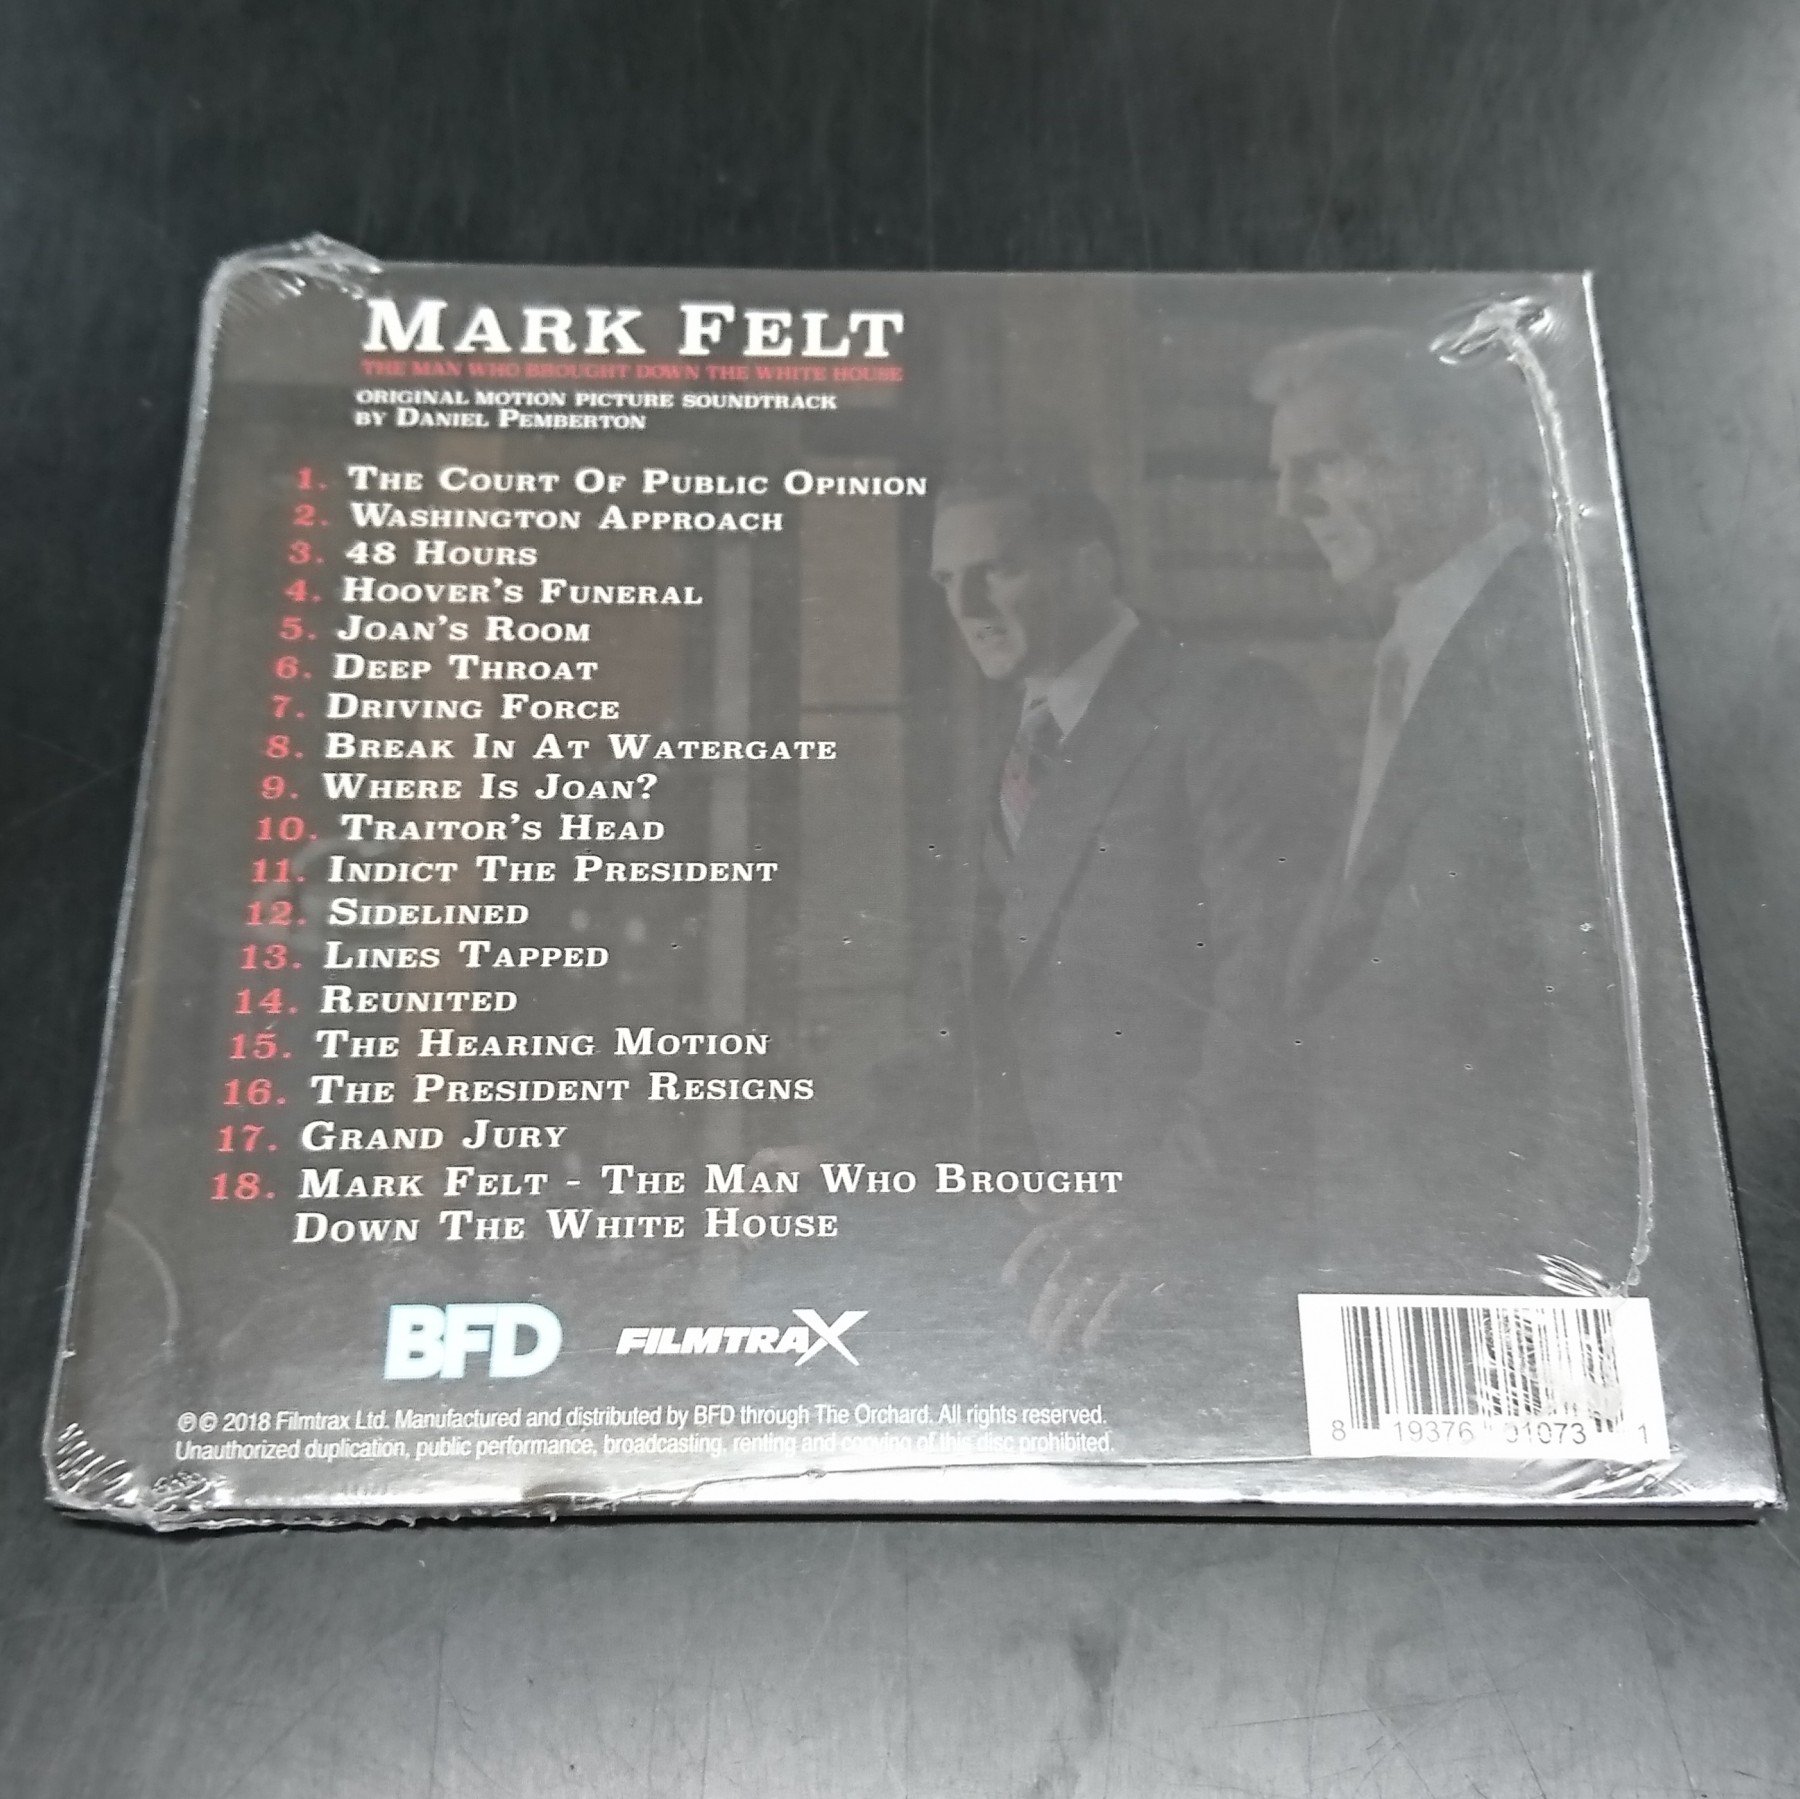 MARK FELT
THE MAN WHO BROUGHT DOWN THE WHITE HOUSE
ORIGINAL MOTION PICTURE SOUNDTRACK
BY DANIEL PEMBERTON
1. THE COURT OF PUBLIC OPINION
2. WASHINGTON APPROACH
3. 48 HOURS
4. HOOVER'S FUNERAL
5. JOAN'S ROOM
6. DEEP THROAT
7. DRIVING FORCE
8. BREAK IN AT WATERGATE
9. WHERE IS JOAN?
10. TRAITOR'S HEAD
11. INDICT THE PRESIDENT
12. SIDELINED
13. LINES TAPPED
14. REUNITED
15. THE HEARING MOTION
16. THE PRESIDENT RESIGNS
17. GRAND JURY
18. MARK FELT - THE MAN WHO BROUGHT
DOWN THE WHITE HOUSE
BFD FILMTRAX
℗ © 2018 Filmtrax Ltd. Manufactured and distributed by BFD through The Orchard. All rights reserved.
Unauthorized duplication, public performance, broadcasting, renting and copying of this disc prohibited.
8 19376 01073 1